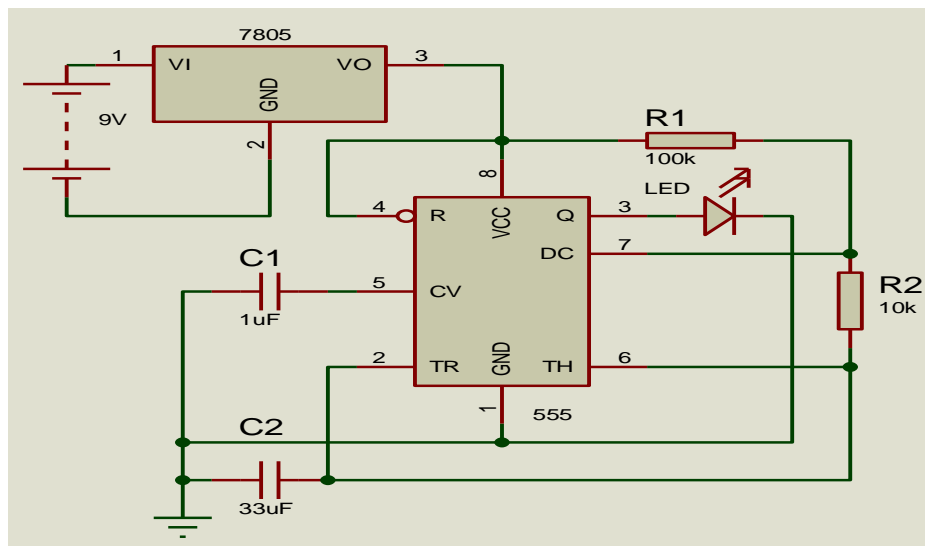 7805
1 VI VO 3
GND
9V
2
R1
100k
8
LED
4 R VCC Q 3
DC 7
C1
5 CV
1uF
R2
10k
2 TR GND TH 6
1
555
C2
33uF